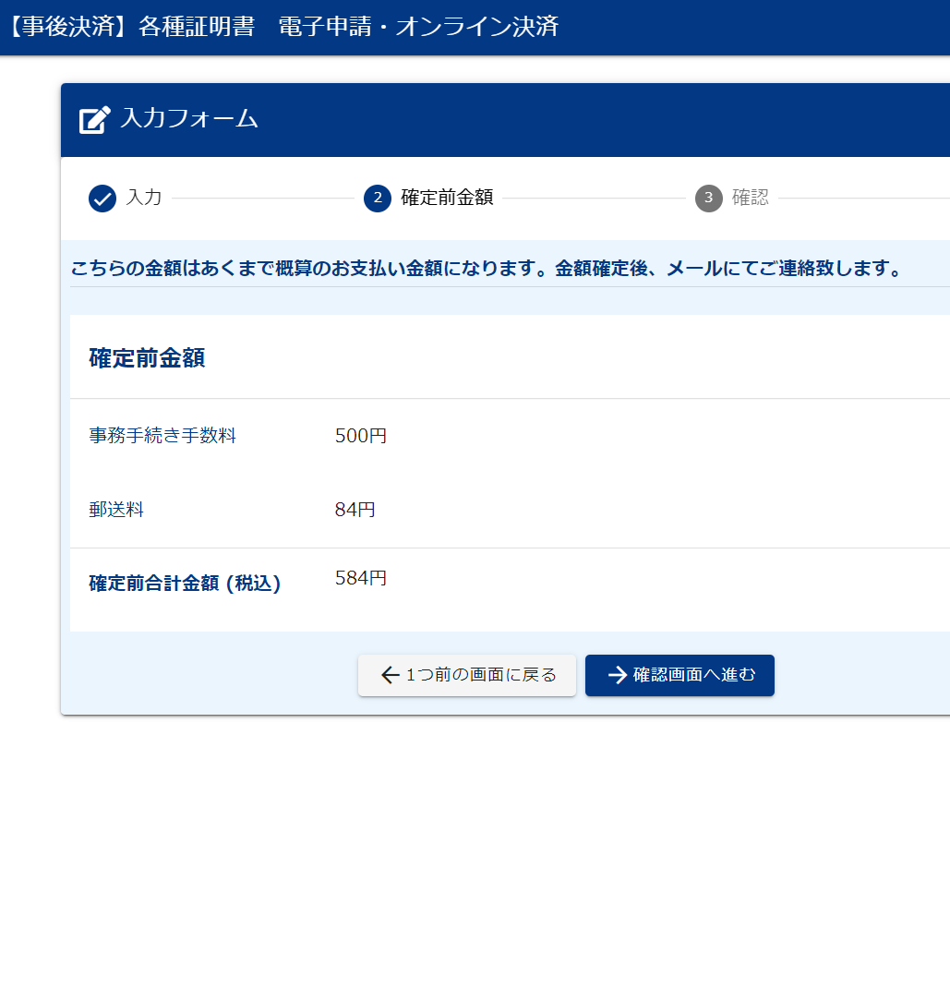 【事後決済】各種証明書　電子申請・オンライン決済
入力フォーム
入力
2 確定前金額
3 確認
こちらの金額はあくまで概算のお支払い金額になります。金額確定後、メールにてご連絡致します。
確定前金額
事務手続き手数料 500円
郵送料 84円
確定前合計金額 (税込) 584円
1つ前の画面に戻る 確認画面へ進む